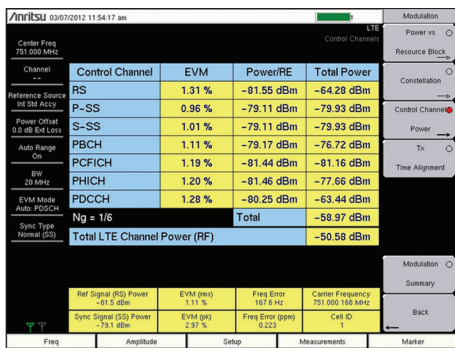 Anritsu 03/07/2012 11:54:17 am
LTE
Control Channels
Center Freq
751.000 MHz
Channel
--
Reference Source
Int Std Accy
Power Offset
0.0 dB Ext Loss
Auto Range
On
BW
20 MHz
EVM Mode
Auto: PDSCH
Sync Type
Normal (SS)
Control Channel EVM Power/RE Total Power
RS 1.31 % -81.55 dBm -64.28 dBm
P-SS 0.96 % -79.11 dBm -79.93 dBm
S-SS 1.01 % -79.11 dBm -79.93 dBm
PBCH 1.11 % -79.17 dBm -76.72 dBm
PCFICH 1.19 % -81.44 dBm -81.16 dBm
PHICH 1.20 % -81.46 dBm -77.66 dBm
PDCCH 1.28 % -80.25 dBm -63.44 dBm
Ng = 1/6 Total -58.97 dBm
Total LTE Channel Power (RF) -50.58 dBm
Ref Signal (RS) Power EVM (rms) Freq Error Carrier Frequency
-81.5 dBm 1.11 % 167.6 Hz 751.000 168 MHz
Sync Signal (SS) Power EVM (pk) Freq Error (ppm) Cell ID
-79.1 dBm 2.97 % 0.223 1
Modulation
Power vs
Resource Block
Constellation
Control Channel
Power
Tx
Time Alignment
Modulation
Summary
Back
Freq Amplitude Setup Measurements Marker